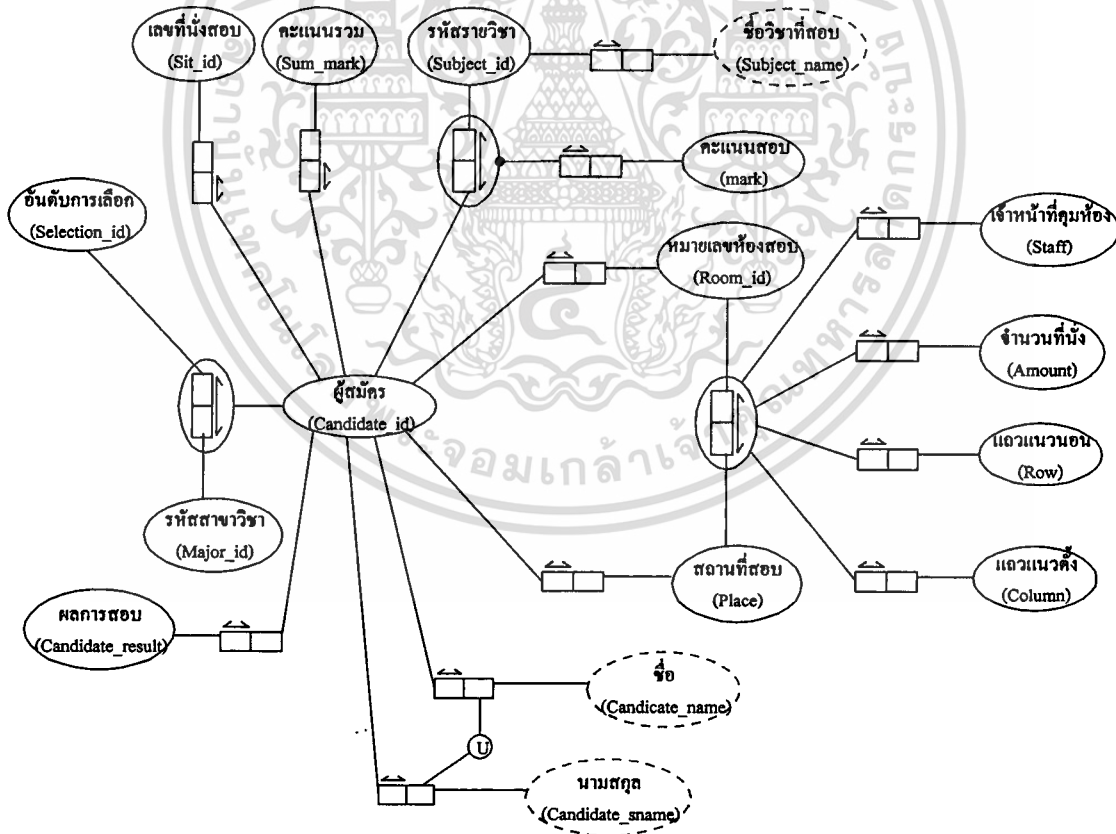 เลขที่นั่งสอบ
(Sit_id)
คะแนนรวม
(Sum_mark)
รหัสรายวิชา
(Subject_id)
ชื่อวิชาที่สอบ
(Subject_name)
คะแนนสอบ
(mark)
อันดับการเลือก
(Selection_id)
หมายเลขห้องสอบ
(Room_id)
เจ้าหน้าที่คุมห้อง
(Staff)
จำนวนที่นั่ง
(Amount)
ผู้สมัคร
(Candidate_id)
แถวแนวนอน
(Row)
รหัสสาขาวิชา
(Major_id)
สถานที่สอบ
(Place)
แถวแนวตั้ง
(Column)
ผลการสอบ
(Candidate_result)
ชื่อ
(Candicate_name)
U
นามสกุล
(Candidate_sname)